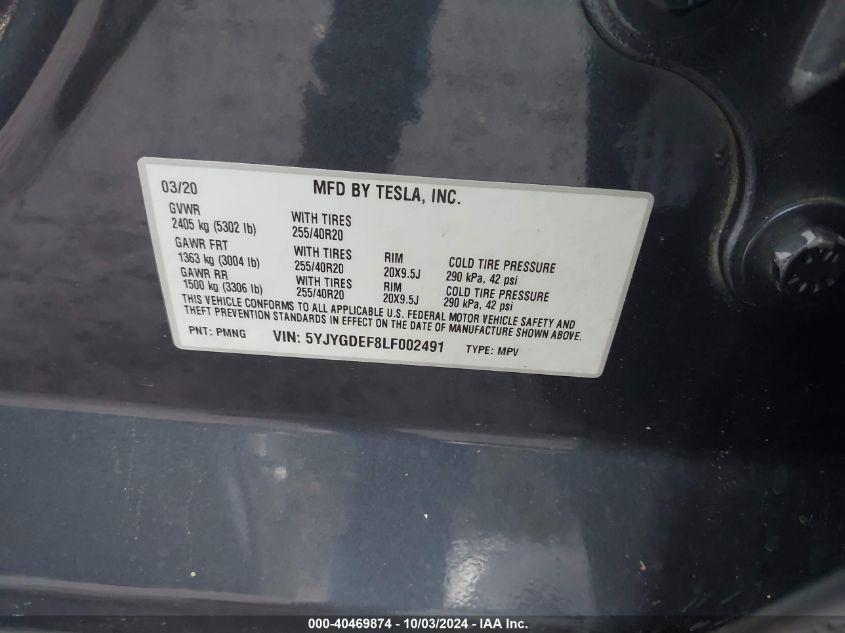 03/20 MFD BY TESLA, INC.
GVWR
2405 kg (5302 lb) WITH TIRES 255/40R20
GAWR FRT
1363 kg (3004 lb) WITH TIRES 255/40R20 RIM 20X9.5J COLD TIRE PRESSURE 290 kPa, 42 psi
GAWR RR
1500 kg (3306 lb) WITH TIRES 255/40R20 RIM 20X9.5J COLD TIRE PRESSURE 290 kPa, 42 psi
THIS VEHICLE CONFORMS TO ALL APPLICABLE U.S. FEDERAL MOTOR VEHICLE SAFETY AND
THEFT PREVENTION STANDARDS IN EFFECT ON THE DATE OF MANUFACTURE SHOWN ABOVE.
PNT: PMNG VIN: 5YJYGDEF8LF002491 TYPE: MPV
000-40469874 - 10/03/2024 - IAA Inc.